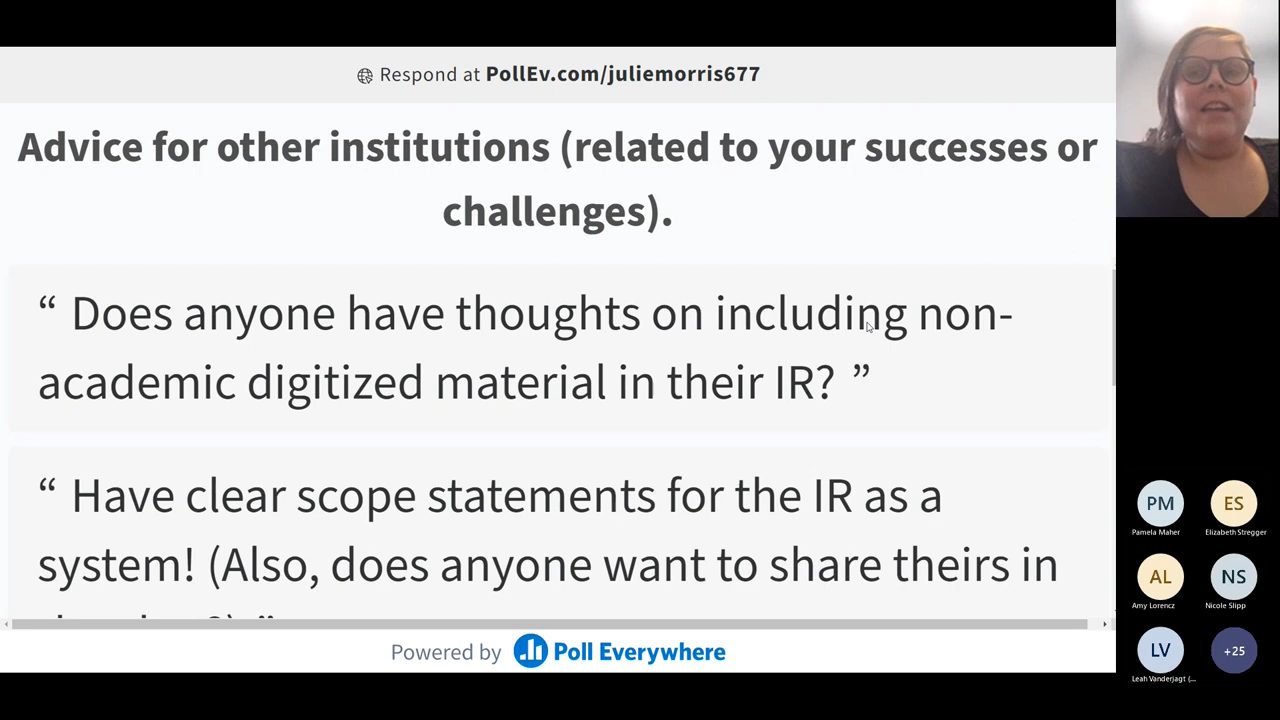 Respond at PollEv.com/juliemorris677
Advice for other institutions (related to your successes or
challenges).
“ Does anyone have thoughts on including non-
academic digitized material in their IR? ”
“ Have clear scope statements for the IR as a
system! (Also, does anyone want to share theirs in
Powered by Poll Everywhere
PM
Pamela Maher
ES
Elizabeth Stregger
AL
Amy Lorencz
NS
Nicole Slipp
LV
Leah Vanderjagt (...
+25